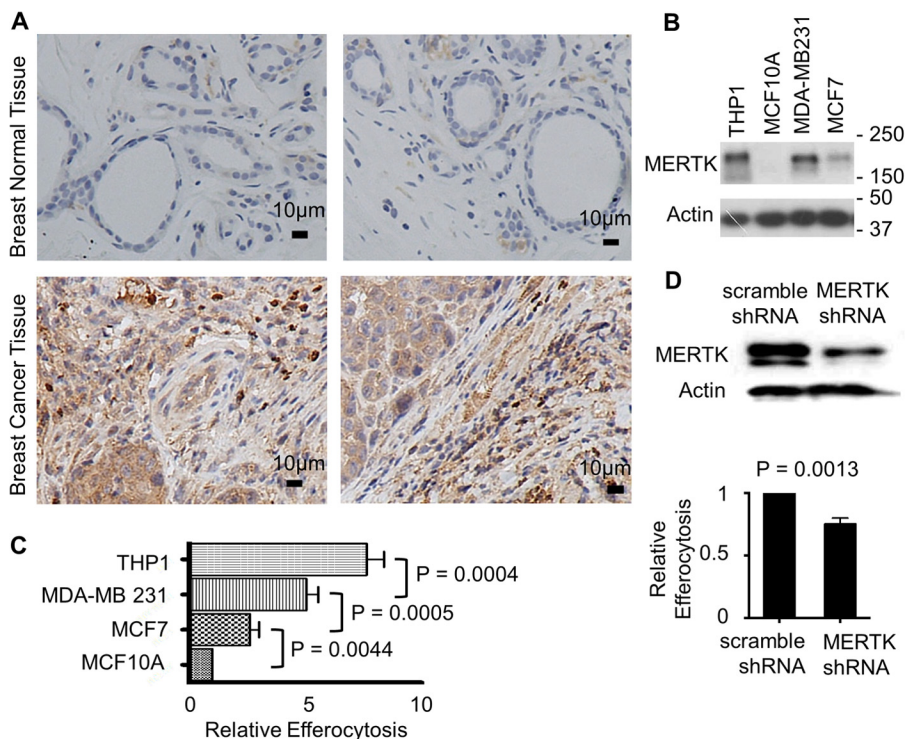 A
Breast Normal Tissue
10µm
10µm
Breast Cancer Tissue
10µm
10µm
B
THP1
MCF10A
MDA-MB231
MCF7
MERTK
- 250
- 150
Actin
- 50
- 37
C
THP1
MDA-MB 231
MCF7
MCF10A
P = 0.0004
P = 0.0005
P = 0.0044
0
5
10
Relative Efferocytosis
D
scramble
shRNA
MERTK
shRNA
MERTK
Actin
P = 0.0013
Relative
Efferocytosis
1
0.5
0
scramble
shRNA
MERTK
shRNA